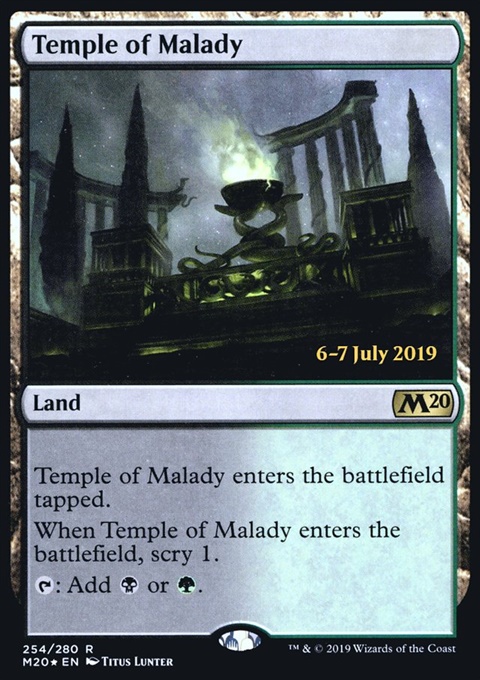 Temple of Malady
6–7 July 2019
Land
M20
Temple of Malady enters the battlefield
tapped.
When Temple of Malady enters the
battlefield, scry 1.
: Add or .
254/280 R
M20★EN Titus Lunter
™ & © 2019 Wizards of the Coast